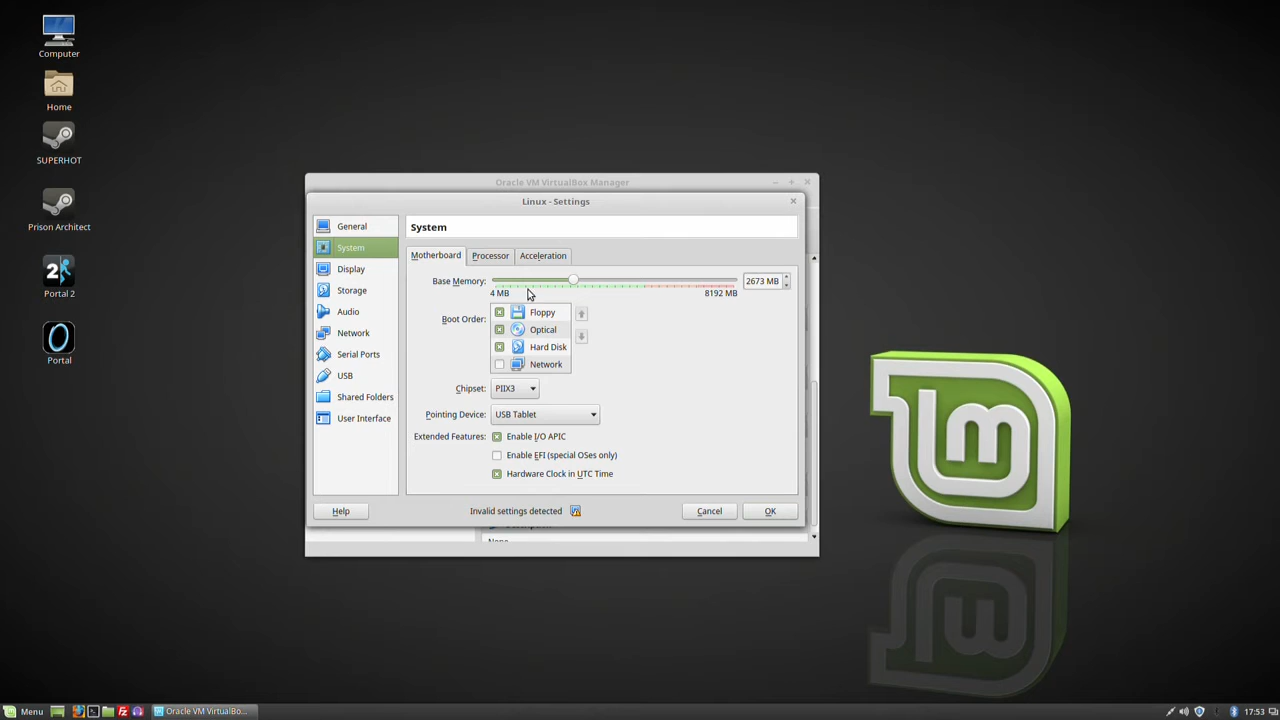 Computer
Home
SUPERHOT
Prison Architect
Portal 2
Portal
Oracle VM VirtualBox Manager
Linux - Settings
General
System
Display
Storage
Audio
Network
Serial Ports
USB
Shared Folders
User Interface
System
Motherboard Processor Acceleration
Base Memory: 2673 MB
4 MB 8192 MB
Boot Order:
Floppy
Optical
Hard Disk
Network
Chipset: PIIX3
Pointing Device: USB Tablet
Extended Features: Enable I/O APIC
Enable EFI (special OSes only)
Hardware Clock in UTC Time
Help Invalid settings detected Cancel OK
Menu Oracle VM VirtualBo... 17:53